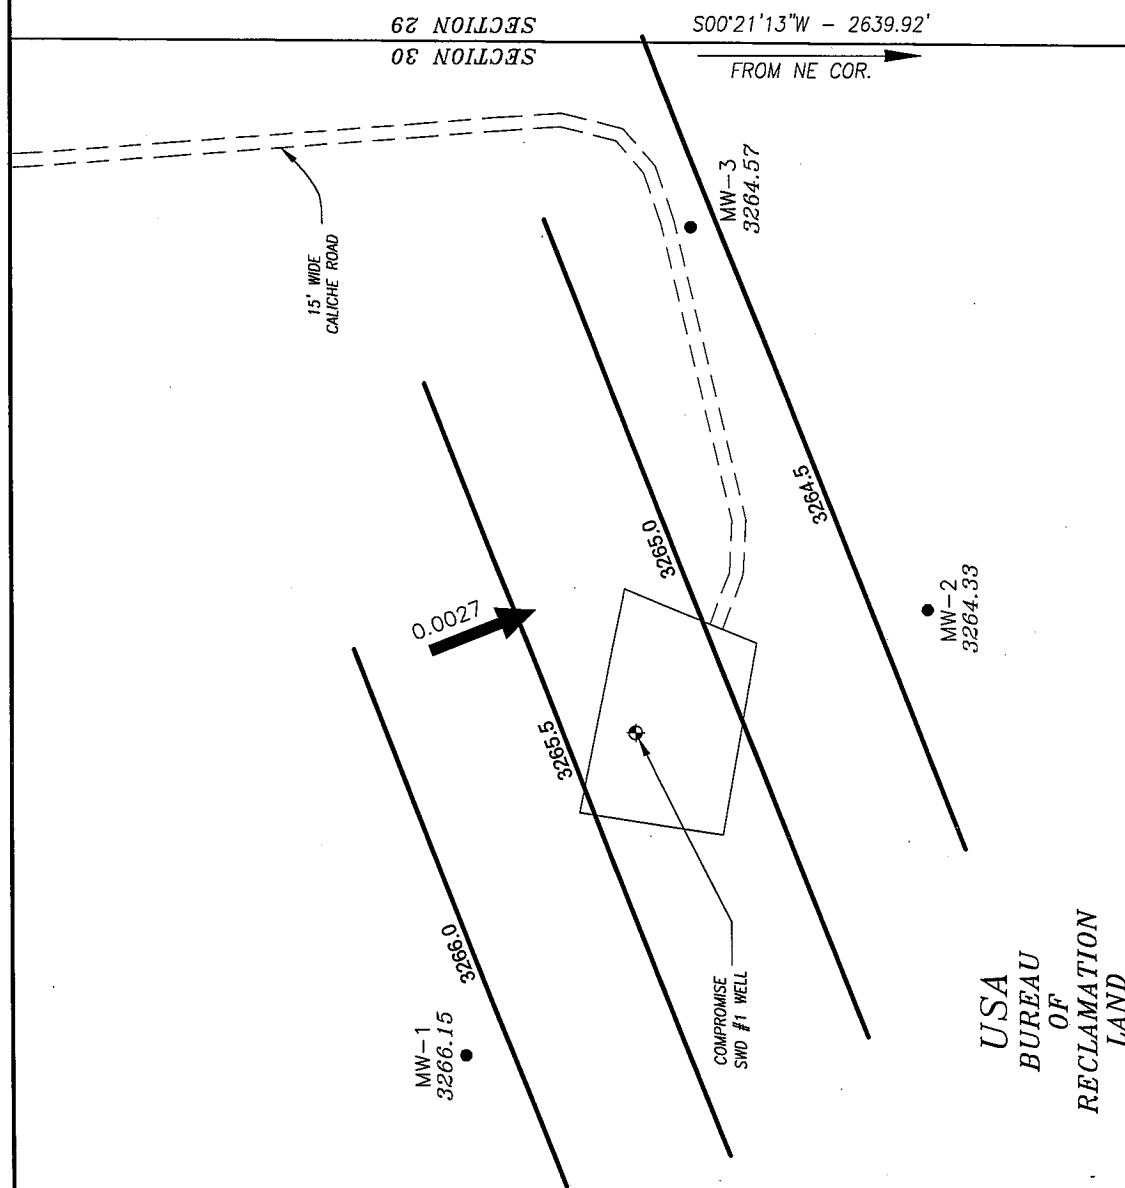 SECTION 29
SECTION 30
S00°21'13"W - 2639.92'
FROM NE COR.
15' WIDE
CALICHE ROAD
MW-3
3264.57
3264.5
3265.0
0.0027
3265.5
3266.0
MW-2
3264.33
MW-1
3266.15
COMPROMISE
SWD #1 WELL
USA
BUREAU
OF
RECLAMATION
LAND